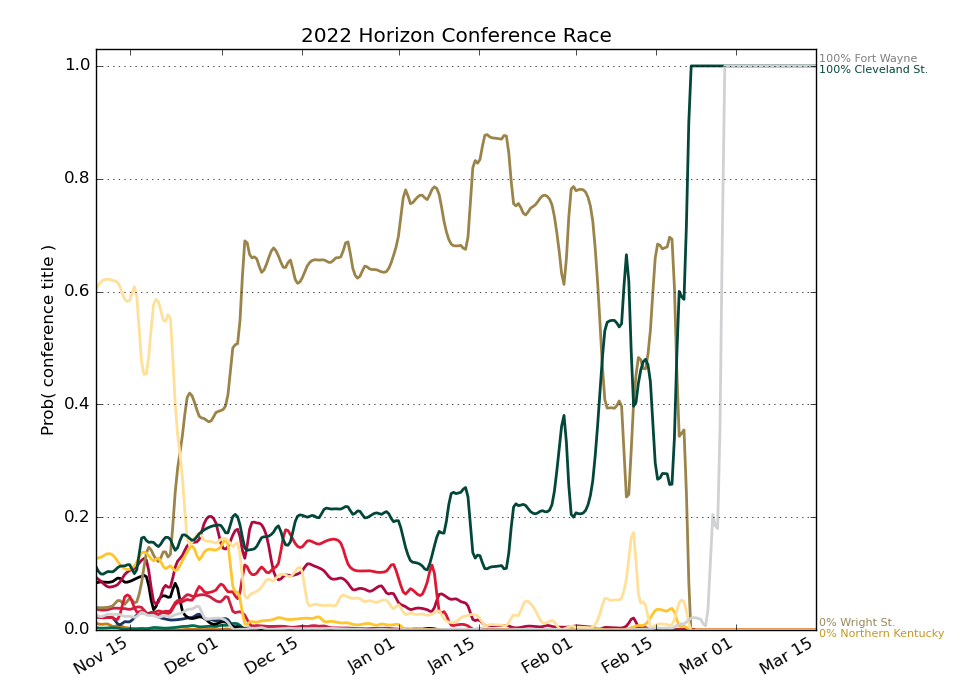 2022 Horizon Conference Race
1.0
0.8
0.6
0.4
0.2
0.0
Prob( conference title )
Nov 15
Dec 01
Dec 15
Jan 01
Jan 15
Feb 01
Feb 15
Mar 01
Mar 15
100% Fort Wayne
100% Cleveland St.
0% Wright St.
0% Northern Kentucky